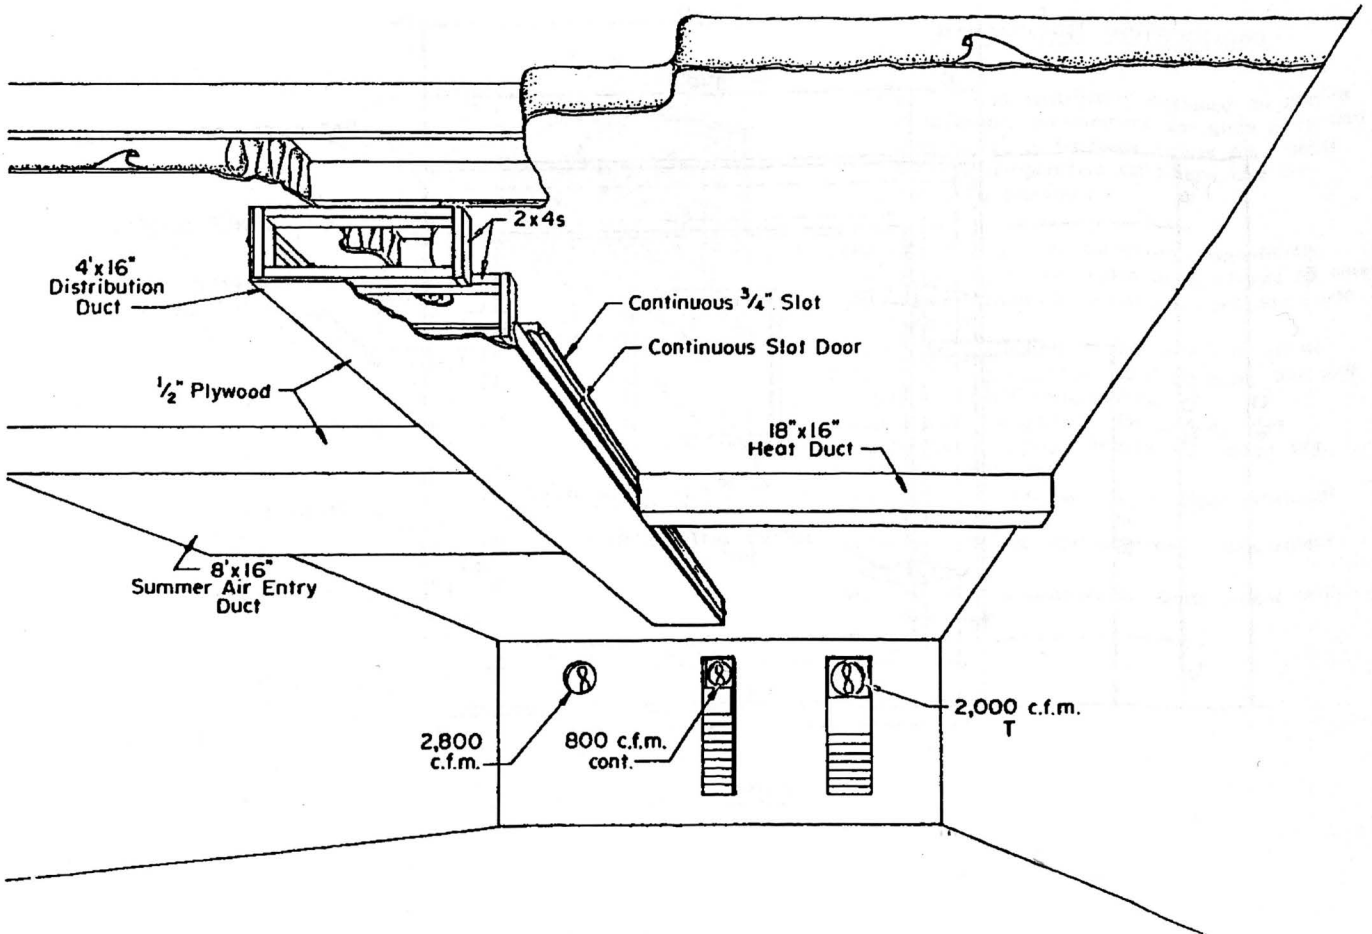 2x4s
4'x16"
Distribution
Duct
Continuous 3/4" Slot
Continuous Slot Door
1/2" Plywood
18"x16"
Heat Duct
8'x16"
Summer Air Entry
Duct
2,800
c.f.m.
800 c.f.m.
cont.
2,000 c.f.m.
T